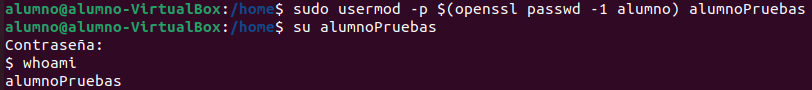 alumno@alumno-VirtualBox:/home$ sudo usermod -p $(openssl passwd -1 alumno) alumnoPruebas
alumno@alumno-VirtualBox:/home$ su alumnoPruebas
Contraseña:
$ whoami
alumnoPruebas